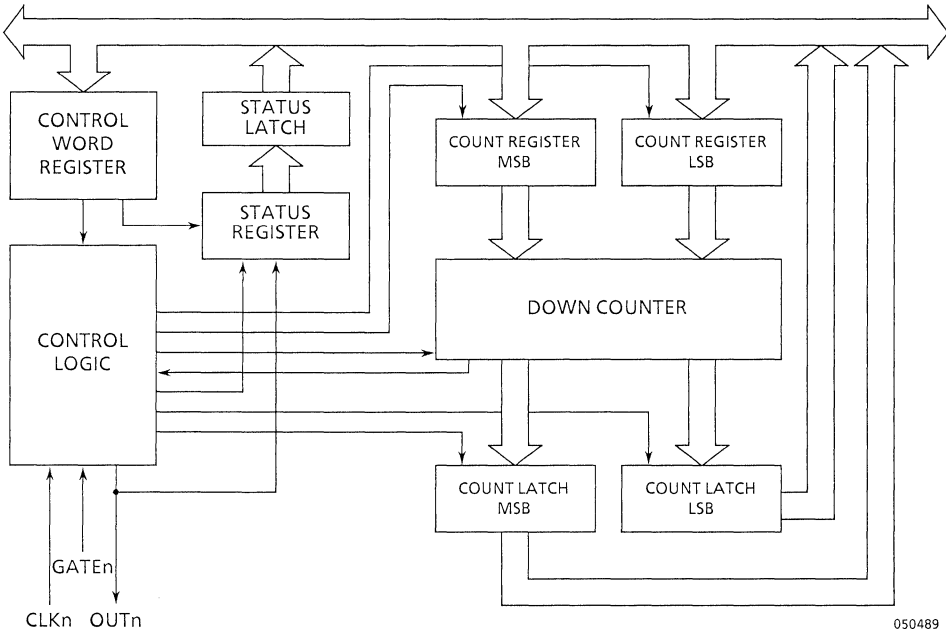 CONTROL
WORD
REGISTER
STATUS
LATCH
COUNT REGISTER
MSB
COUNT REGISTER
LSB
STATUS
REGISTER
CONTROL
LOGIC
DOWN COUNTER
COUNT LATCH
MSB
COUNT LATCH
LSB
GATEn
CLKn OUTn
050489